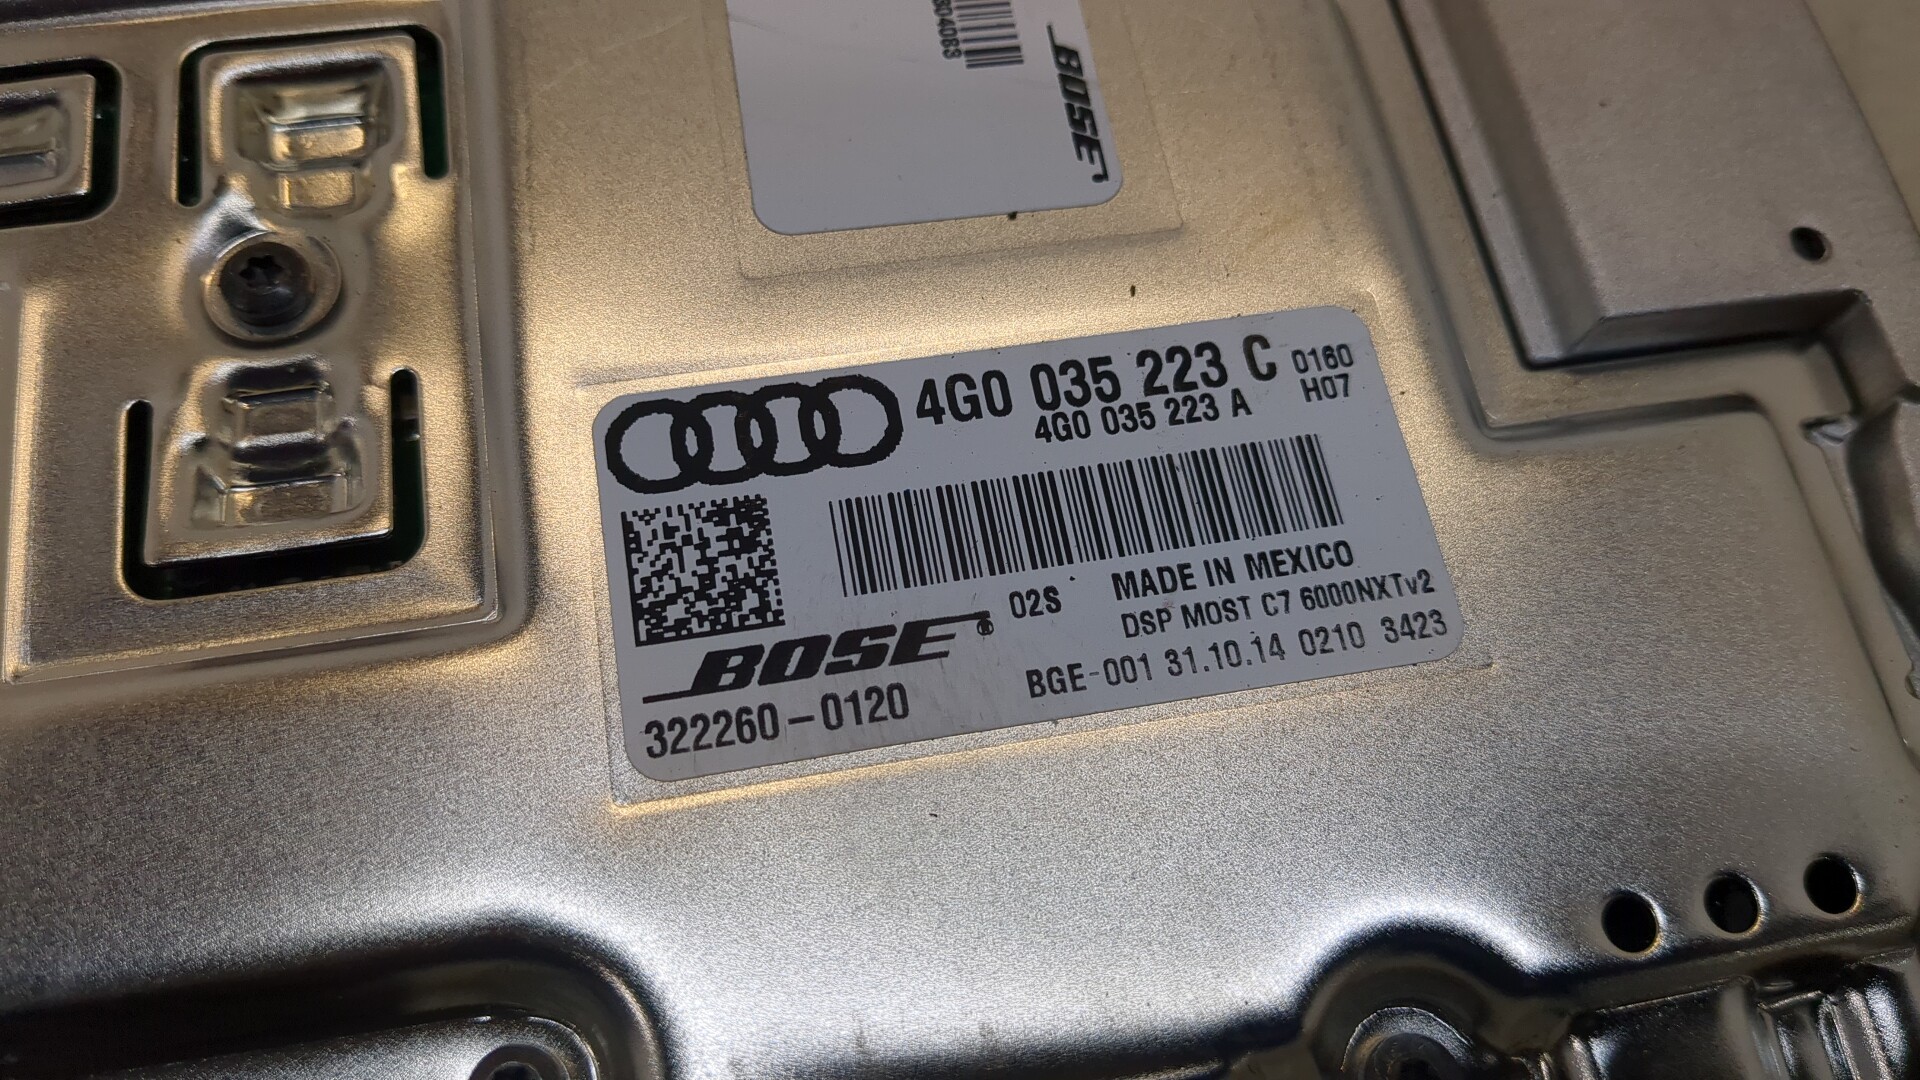 BOSE
4G0 035 223 C 0160
4G0 035 223 A H07
02S MADE IN MEXICO
DSP MOST C7 6000NXTv2
BOSE®
BGE-001 31.10.14 0210 3423
322260-0120